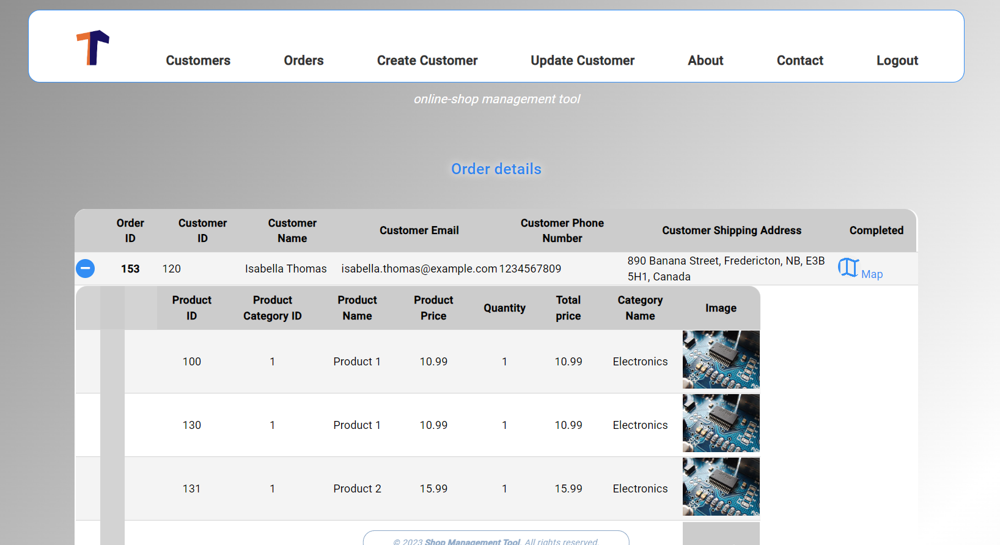 Customers Orders Create Customer Update Customer About Contact Logout
online-shop management tool
Order details
Order ID Customer ID Customer Name Customer Email Customer Phone Number Customer Shipping Address Completed
153 120 Isabella Thomas isabella.thomas@example.com 1234567809 890 Banana Street, Fredericton, NB, E3B 5H1, Canada Map
Product ID Product Category ID Product Name Product Price Quantity Total price Category Name Image
100 1 Product 1 10.99 1 10.99 Electronics
130 1 Product 1 10.99 1 10.99 Electronics
131 1 Product 2 15.99 1 15.99 Electronics
© 2023 Shop Management Tool. All rights reserved.